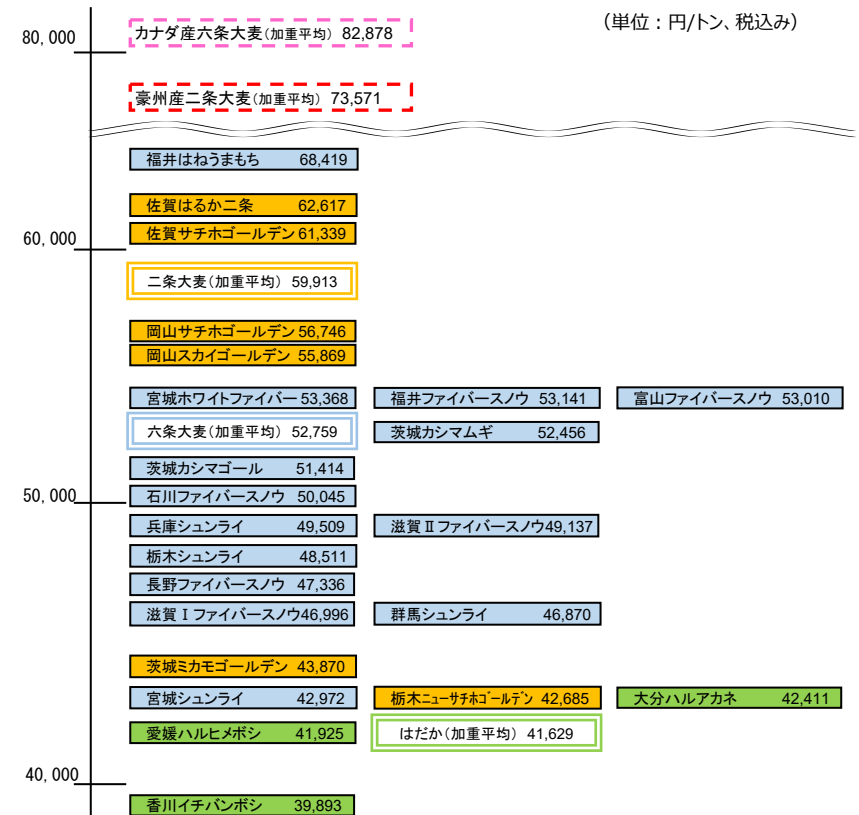 (単位：円/トン、税込み)
80,000
カナダ産六条大麦(加重平均) 82,878
豪州産二条大麦(加重平均) 73,571
福井はねうまもち 68,419
佐賀はるか二条 62,617
佐賀サチホゴールデン 61,339
60,000
二条大麦(加重平均) 59,913
岡山サチホゴールデン 56,746
岡山スカイゴールデン 55,869
宮城ホワイトファイバー 53,368 福井ファイバースノウ 53,141 富山ファイバースノウ 53,010
六条大麦(加重平均) 52,759 茨城カシマムギ 52,456
茨城カシマゴール 51,414
50,000
石川ファイバースノウ 50,045
兵庫シュンライ 49,509 滋賀Ⅱファイバースノウ49,137
栃木シュンライ 48,511
長野ファイバースノウ 47,336
滋賀Ⅰファイバースノウ46,996 群馬シュンライ 46,870
茨城ミカモゴールデン 43,870
宮城シュンライ 42,972 栃木ニューサチホゴールデン 42,685 大分ハルアカネ 42,411
愛媛ハルヒメボシ 41,925 はだか(加重平均) 41,629
40,000
香川イチバンボシ 39,893